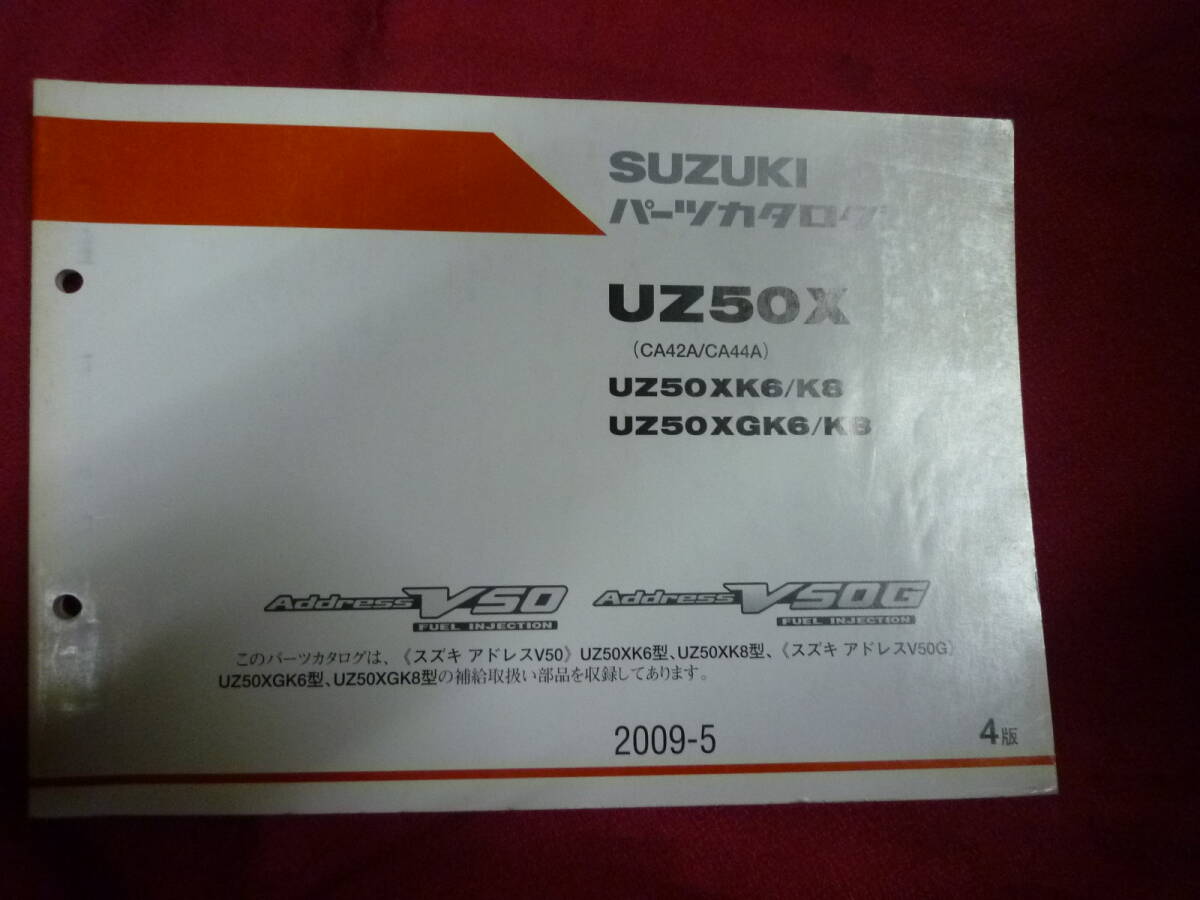 SUZUKI
パーツカタログ
UZ50X
(CA42A/CA44A)
UZ50XK6/K8
UZ50XGK6/K8
Address V50
FUEL INJECTION
Address V50G
FUEL INJECTION
このパーツカタログは、《スズキ アドレスV50》UZ50XK6型、UZ50XK8型、《スズキ アドレスV50G》
UZ50XGK6型、UZ50XGK8型の補給取扱い部品を収録してあります。
2009-5
4版